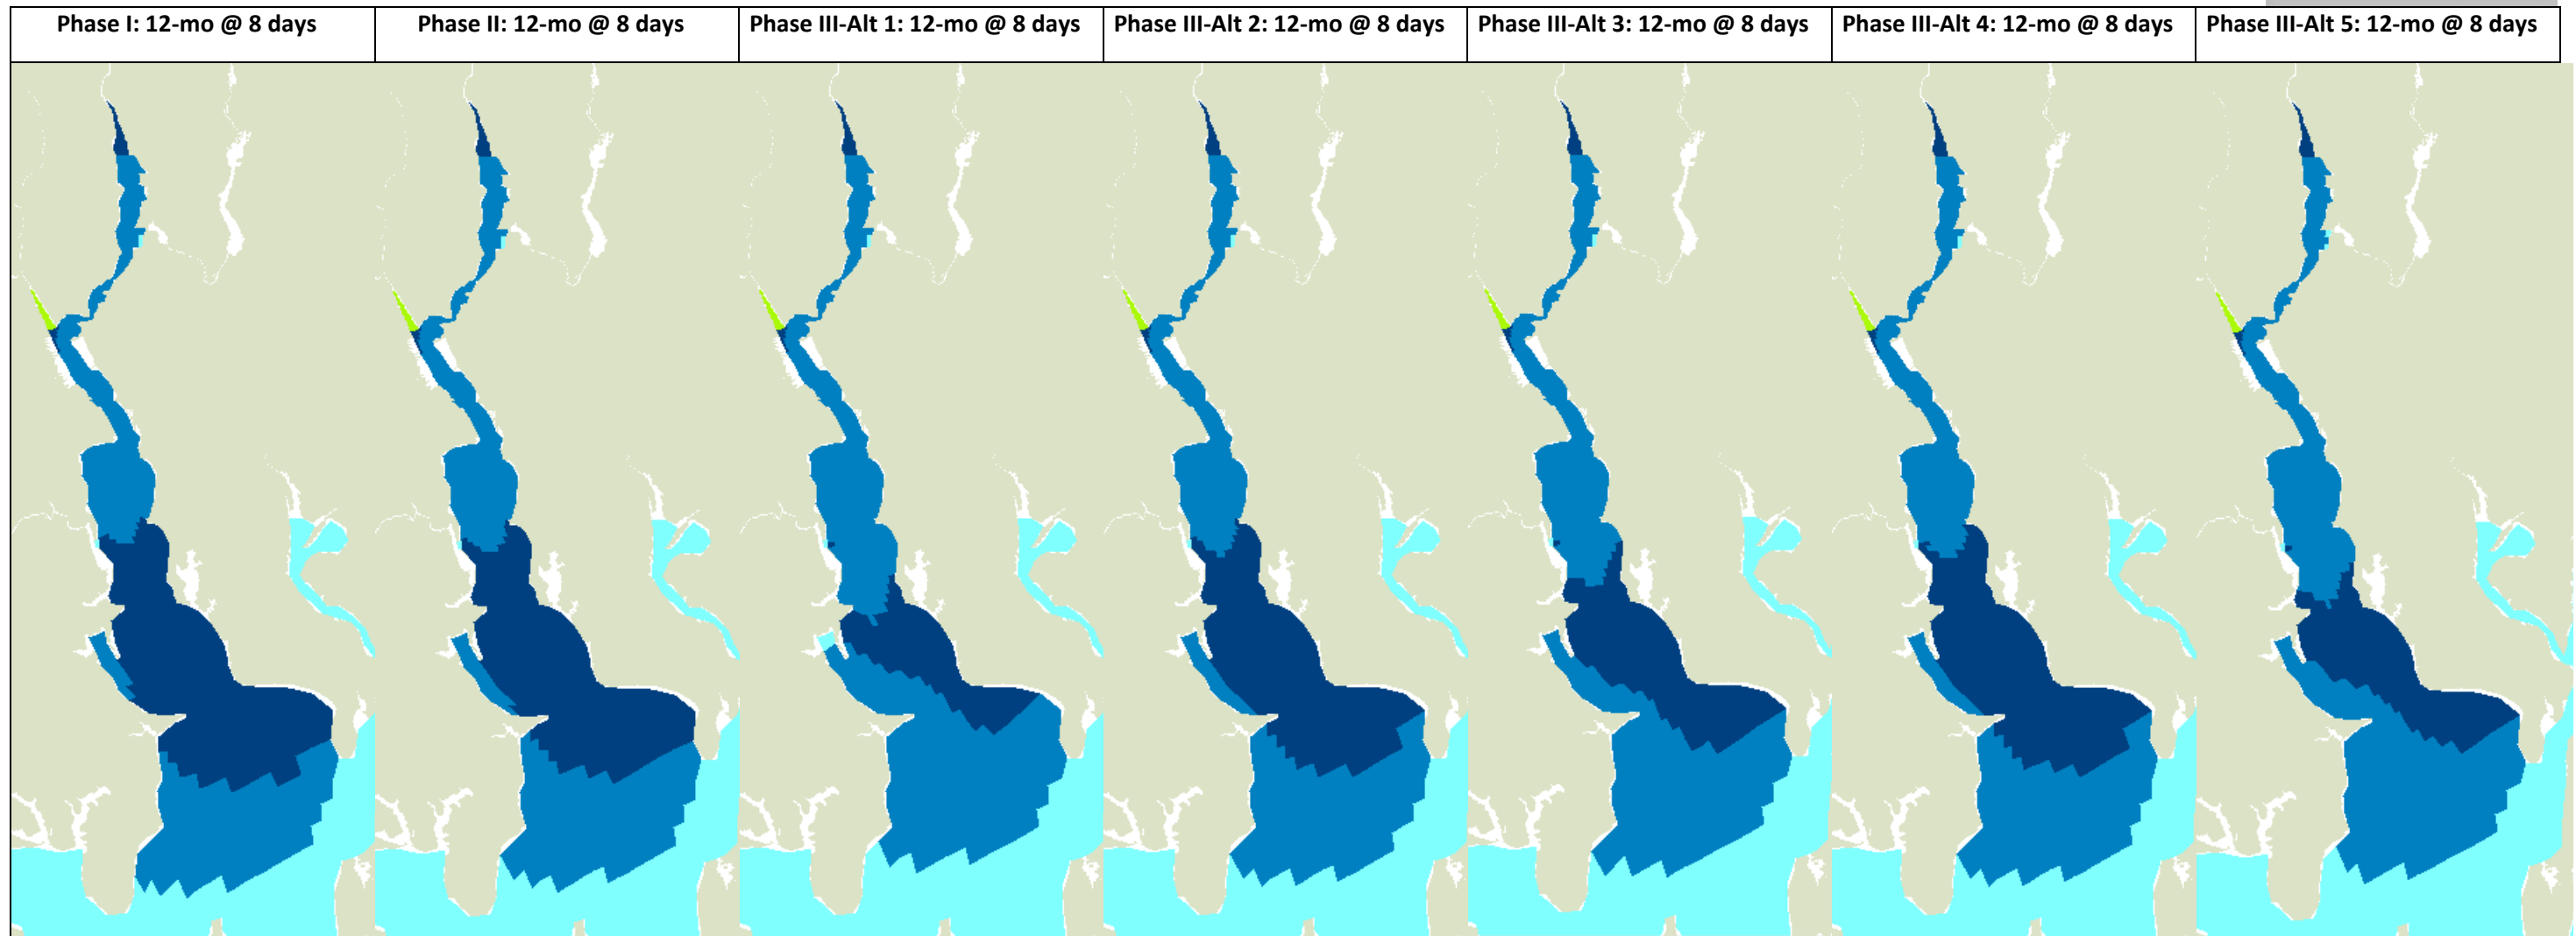 Phase I: 12-mo @ 8 days
Phase II: 12-mo @ 8 days
Phase III-Alt 1: 12-mo @ 8 days
Phase III-Alt 2: 12-mo @ 8 days
Phase III-Alt 3: 12-mo @ 8 days
Phase III-Alt 4: 12-mo @ 8 days
Phase III-Alt 5: 12-mo @ 8 days